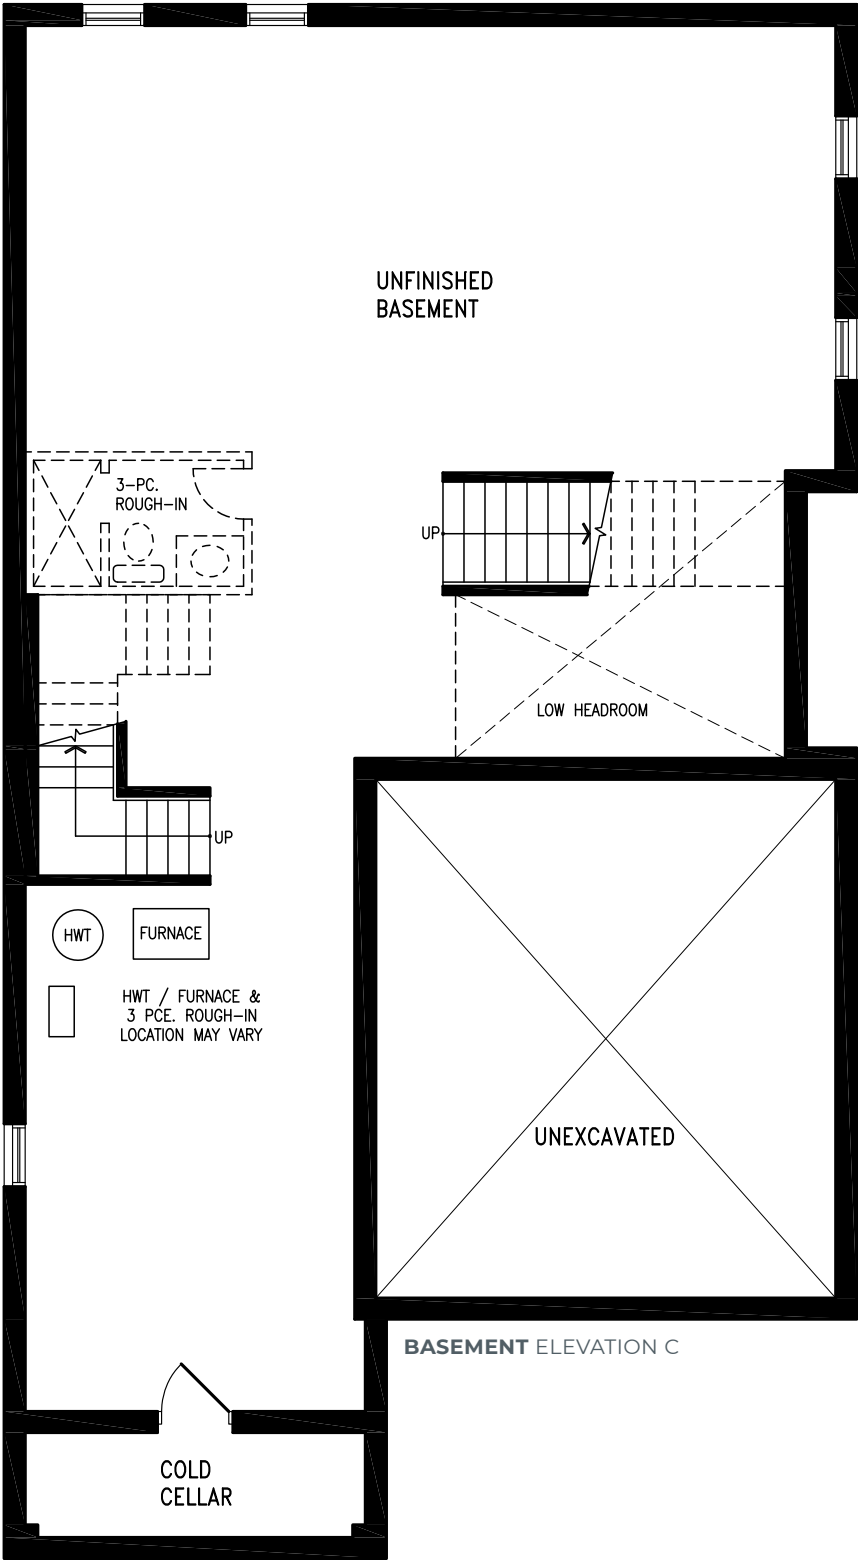 UNFINISHED
BASEMENT
3-PC.
ROUGH-IN
UP
LOW HEADROOM
UP
HWT
FURNACE
HWT / FURNACE &
3 PCE. ROUGH-IN
LOCATION MAY VARY
UNEXCAVATED
BASEMENT ELEVATION C
COLD
CELLAR